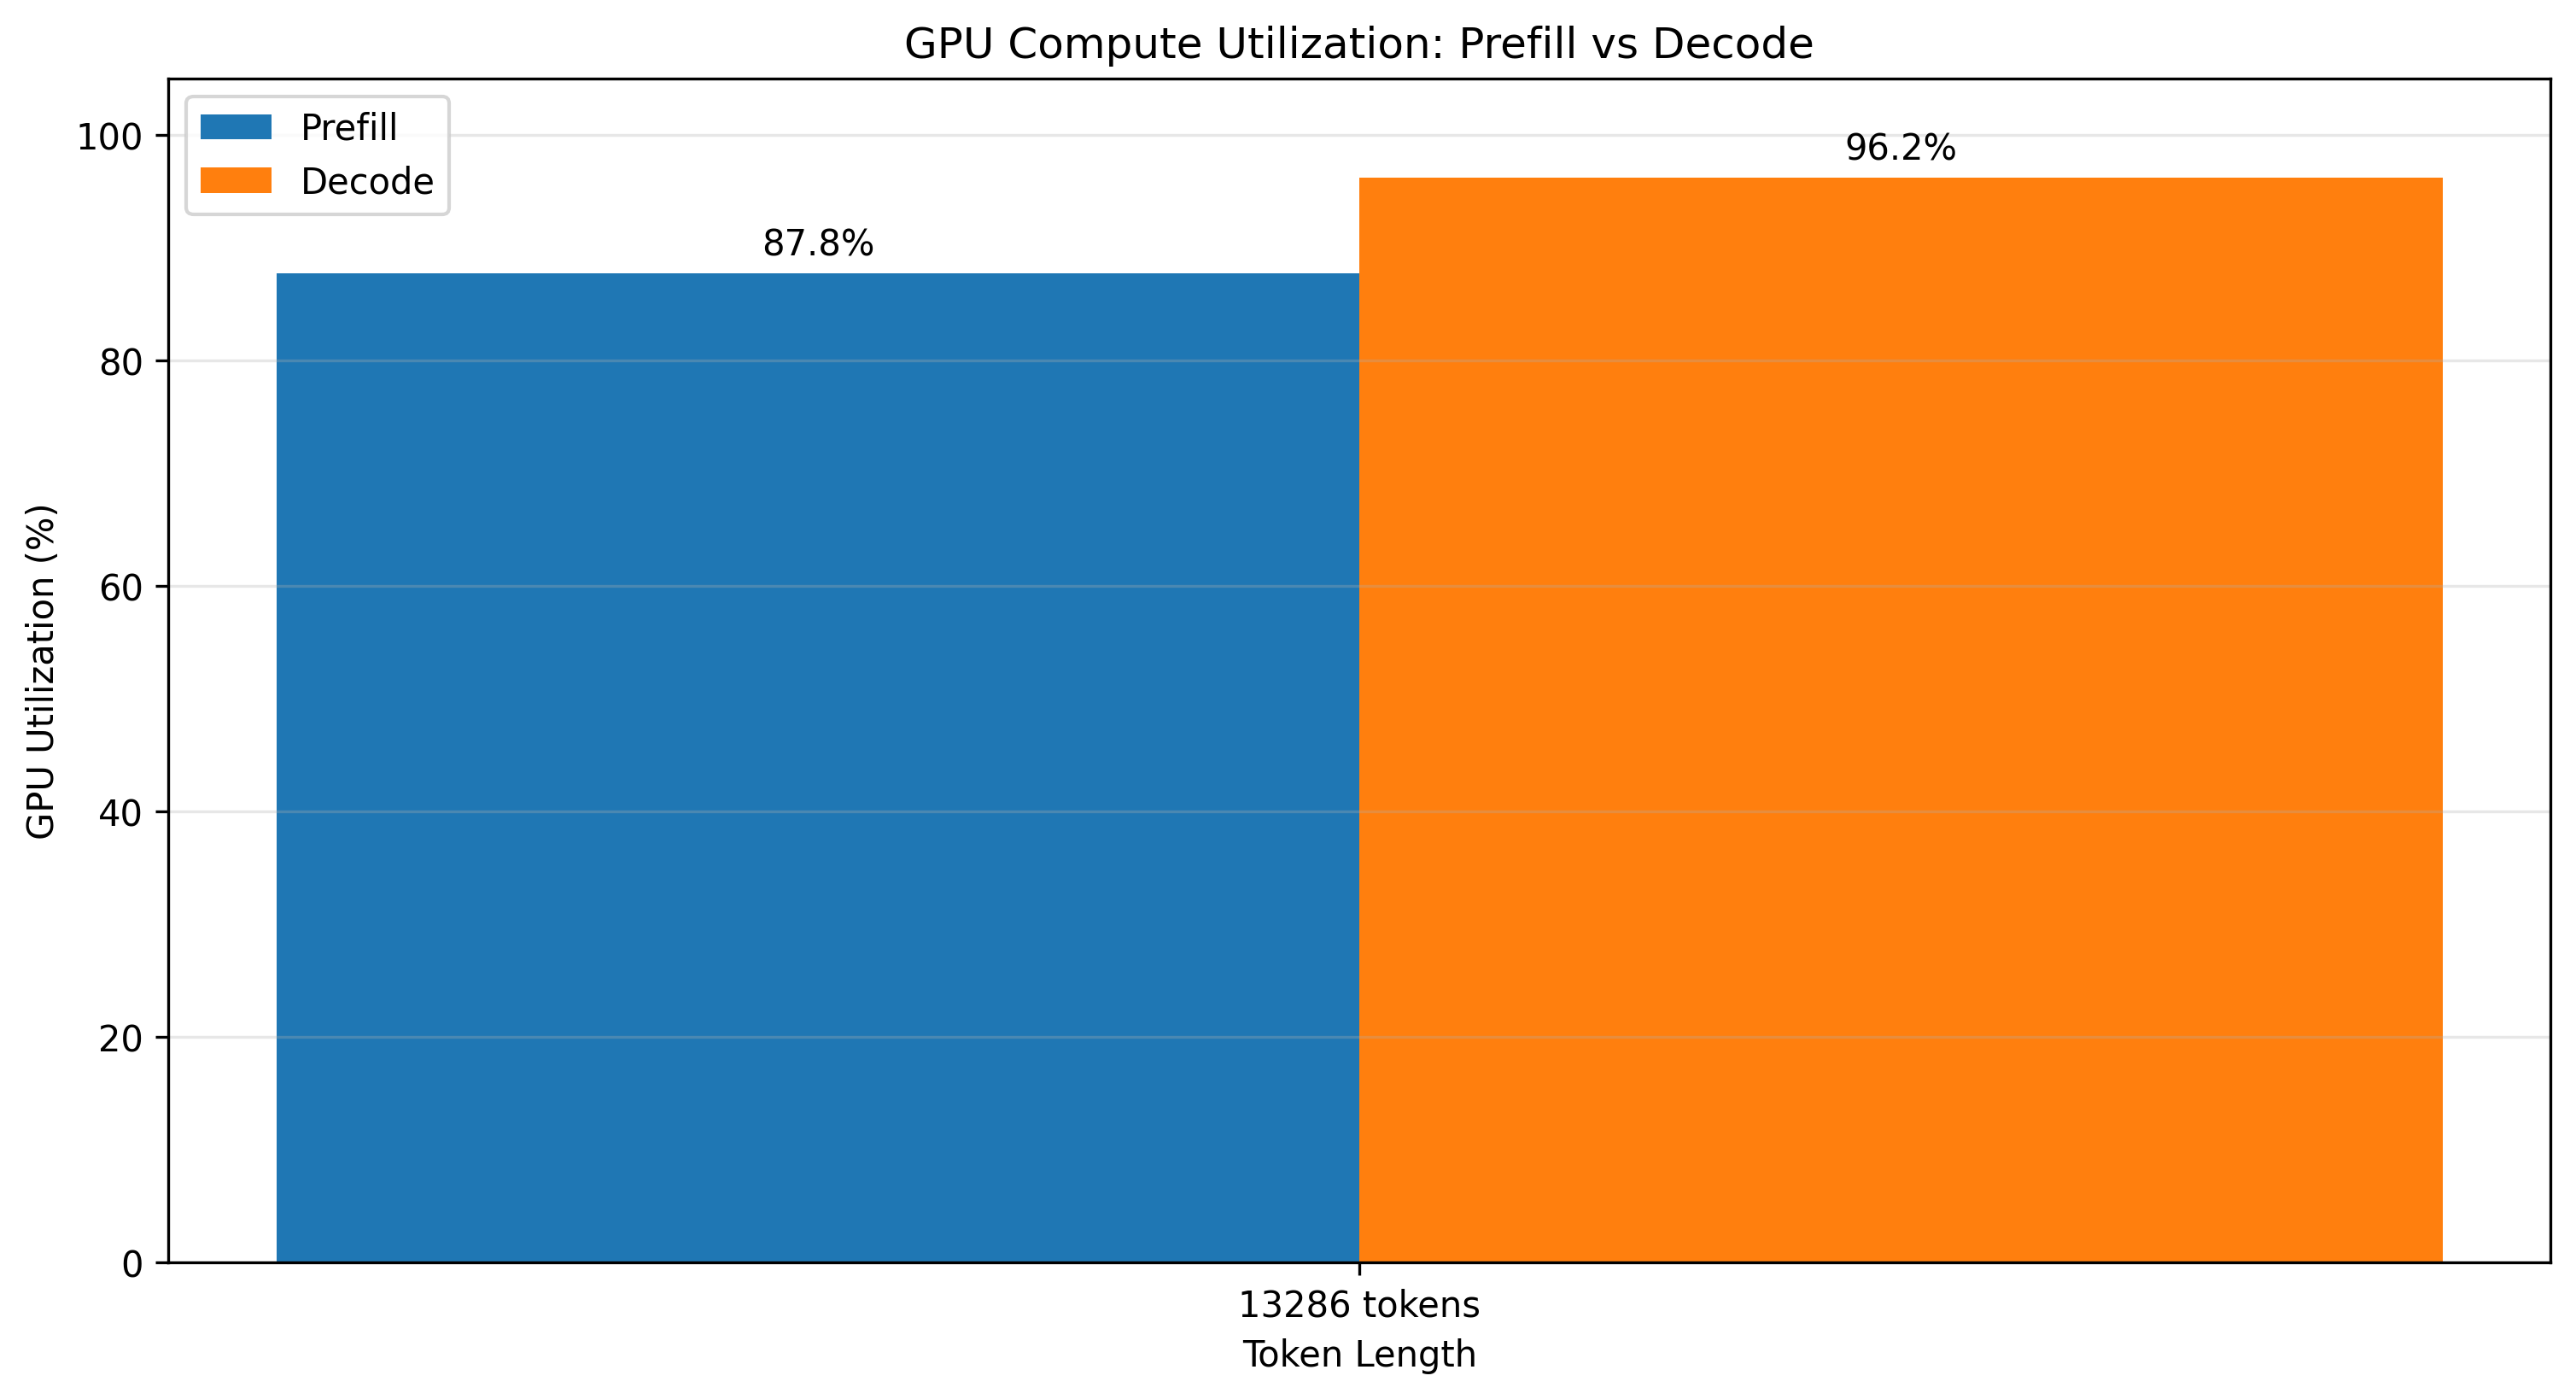 GPU Compute Utilization: Prefill vs Decode
Prefill
Decode
87.8%
96.2%
100
80
60
40
20
0
GPU Utilization (%)
13286 tokens
Token Length